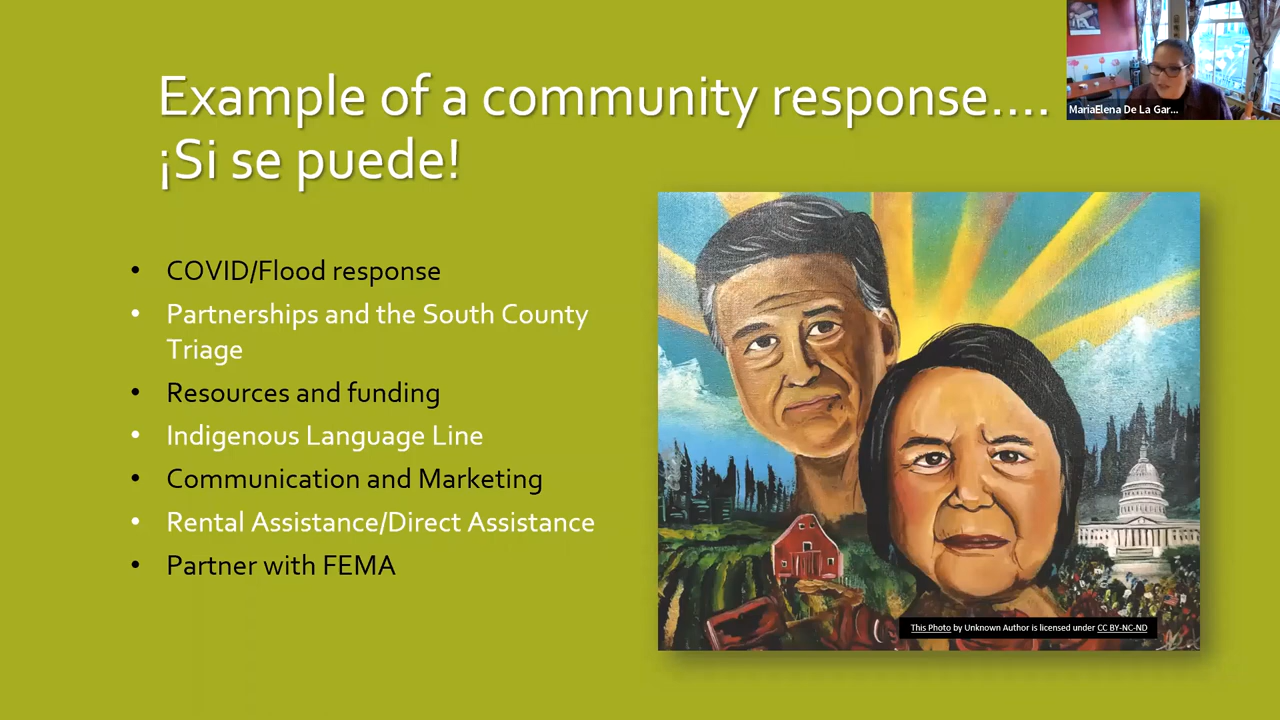 Example of a community response....
¡Si se puede!
MariaElena De La Gar...
• COVID/Flood response
• Partnerships and the South County
Triage
• Resources and funding
• Indigenous Language Line
• Communication and Marketing
• Rental Assistance/Direct Assistance
• Partner with FEMA
This Photo by Unknown Author is licensed under CC BY-NC-ND